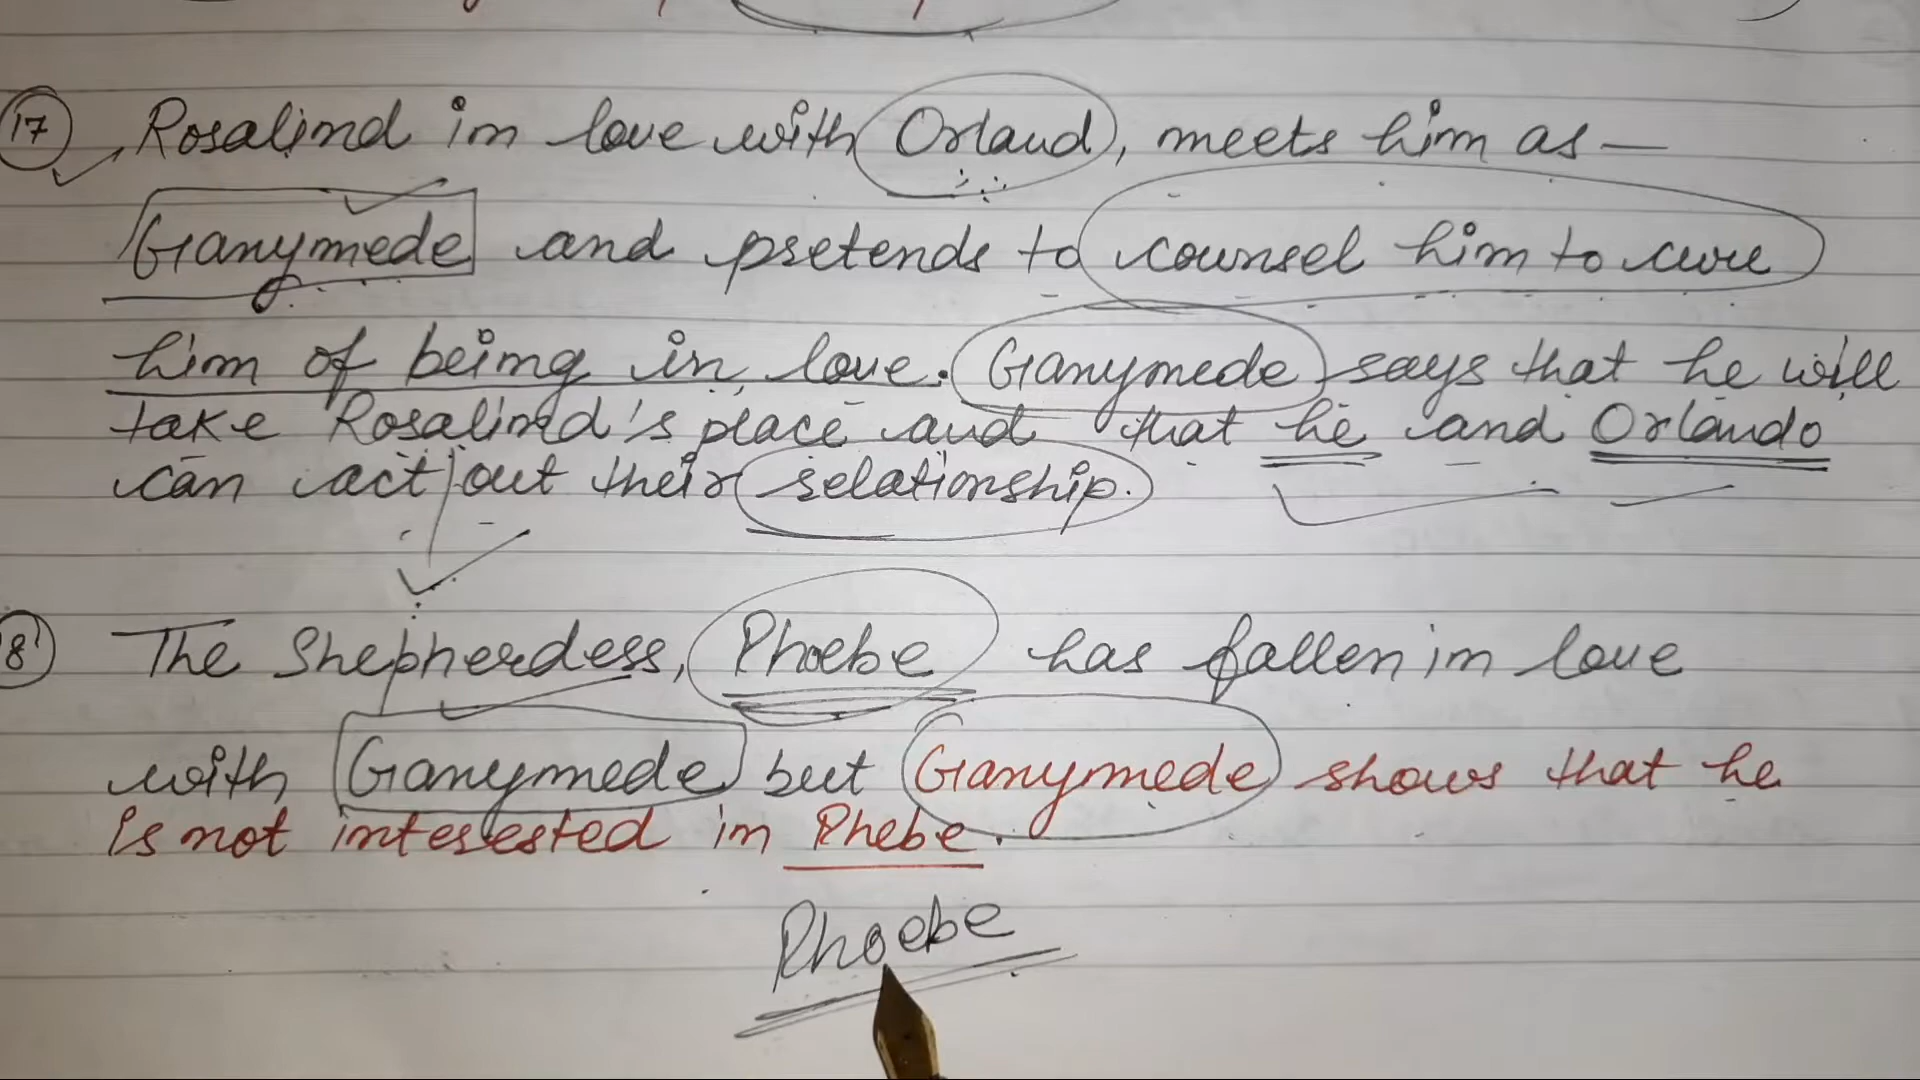 17 Rosalind in love with Orland, meets him as —
Ganymede and pretends to counsel him to cure
him of being in love. Ganymede says that he will
take Rosalind's place and that he and Orlando
can act out their relationship.
8 The Shepherdess, Phoebe has fallen in love
with Ganymede but Ganymede shows that he
is not interested in Phebe.
Phoebe